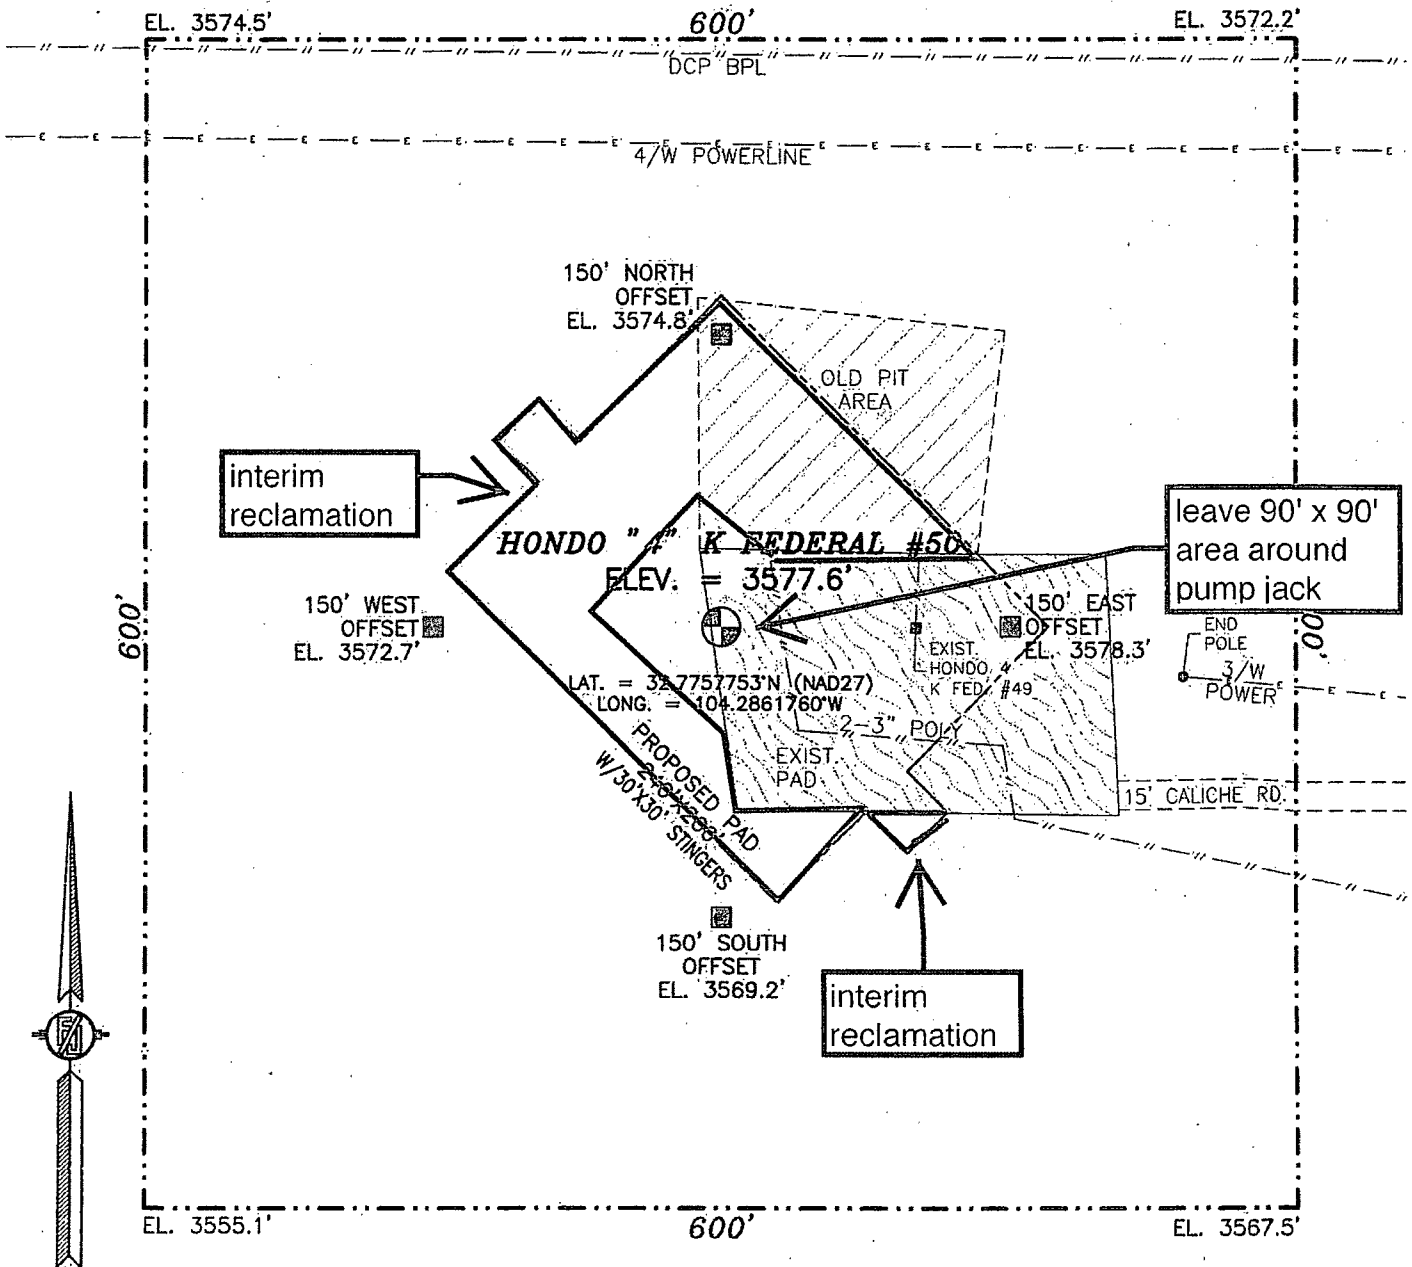 EL. 3574.5'
600'
EL. 3572.2'
DCP BPL
4/W POWERLINE
150' NORTH
OFFSET
EL. 3574.8'
OLD PIT
AREA
interim
reclamation
leave 90' x 90'
area around
pump jack
HONDO "4" K FEDERAL #50
ELEV. = 3577.6'
600'
150' WEST
OFFSET
EL. 3572.7'
150' EAST
OFFSET
EL. 3578.3'
END
POLE
3/W
POWER
EXIST.
HONDO 4
K FED. #49
LAT. = 32.7757753°N (NAD27)
LONG. = 104.2861760°W
2-3" POLY
EXIST.
PAD
PROPOSED PAD
W/30'X30' STINGERS
15' CALICHE RD.
150' SOUTH
OFFSET
EL. 3569.2'
interim
reclamation
EL. 3555.1'
600'
EL. 3567.5'